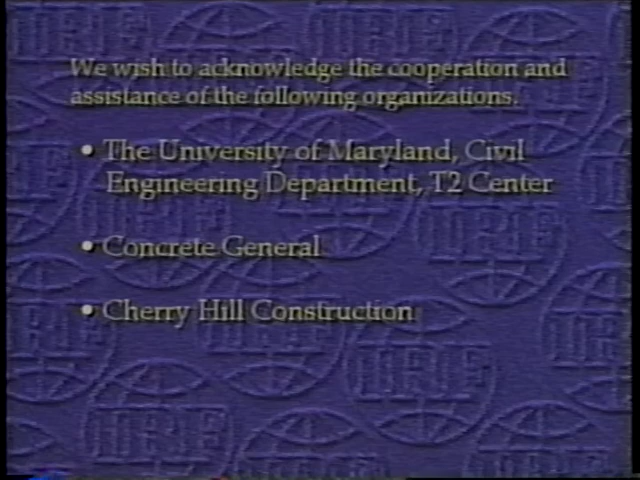 We wish to acknowledge the cooperation and
assistance of the following organizations.
• The University of Maryland, Civil
Engineering Department, T2 Center
• Concrete General
• Cherry Hill Construction